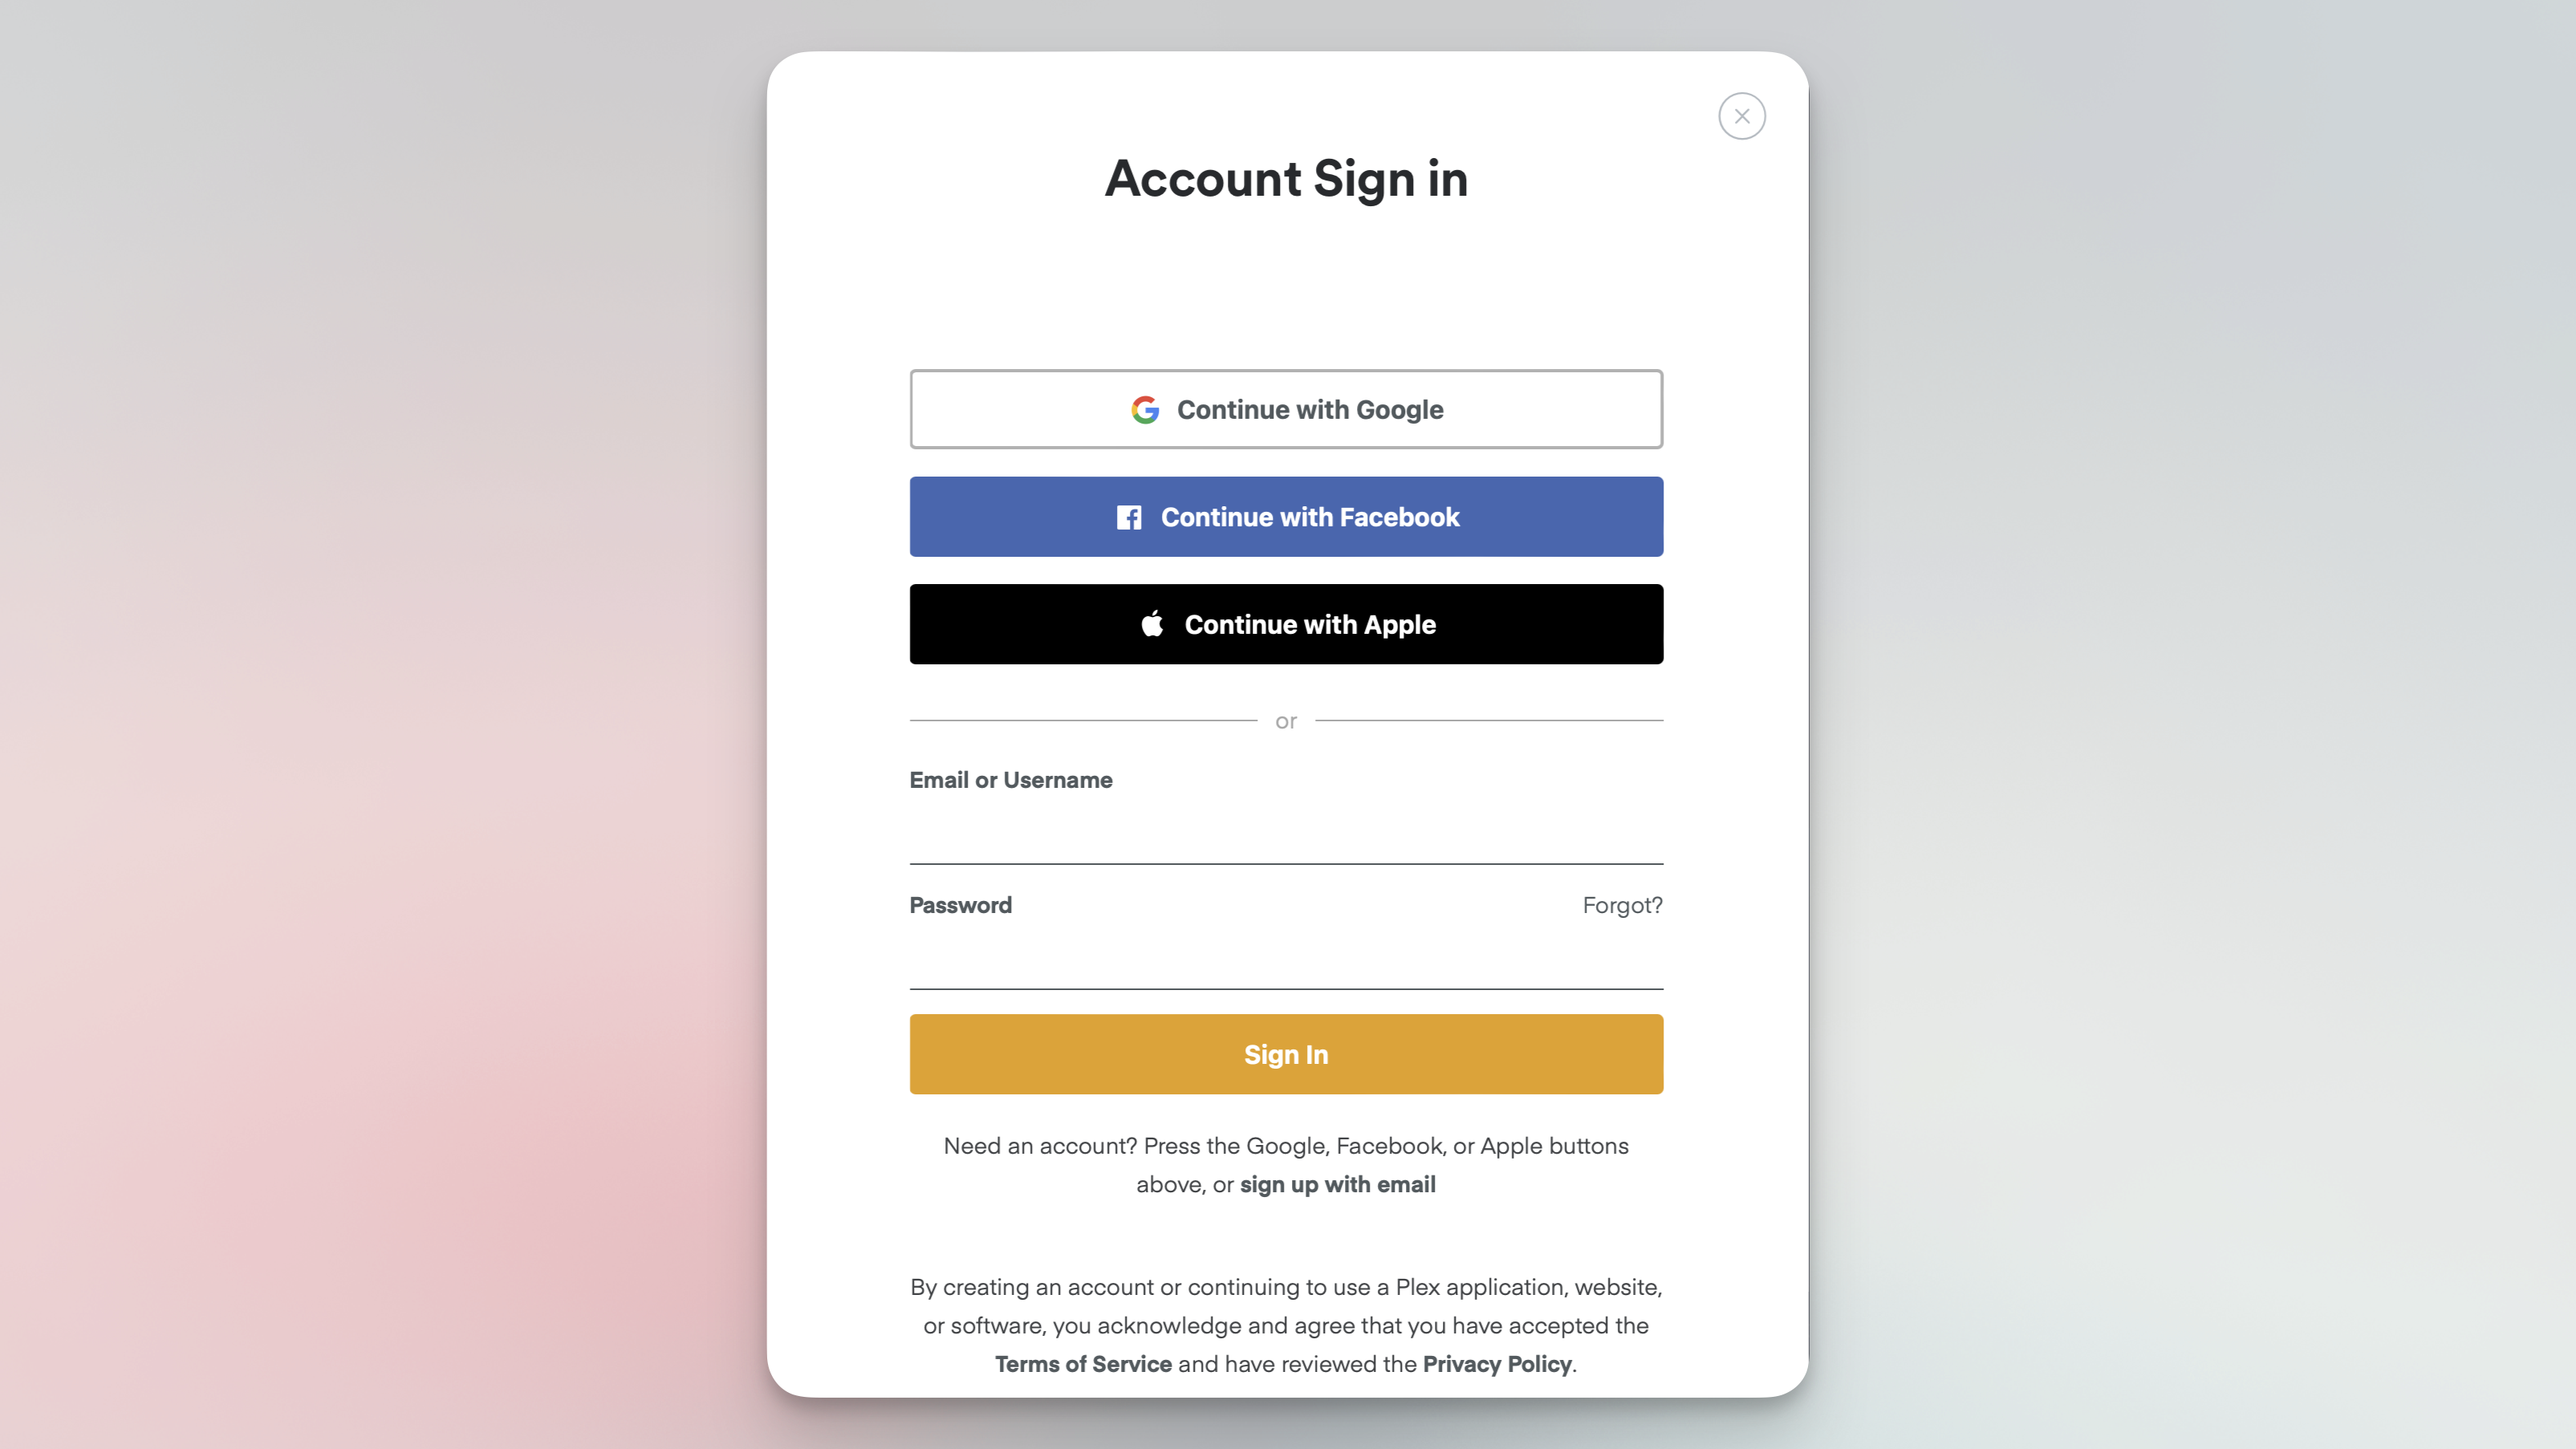 Account Sign in
Continue with Google
Continue with Facebook
Continue with Apple
or
Email or Username
Password
Forgot?
Sign In
Need an account? Press the Google, Facebook, or Apple buttons
above, or sign up with email
By creating an account or continuing to use a Plex application, website,
or software, you acknowledge and agree that you have accepted the
Terms of Service and have reviewed the Privacy Policy.